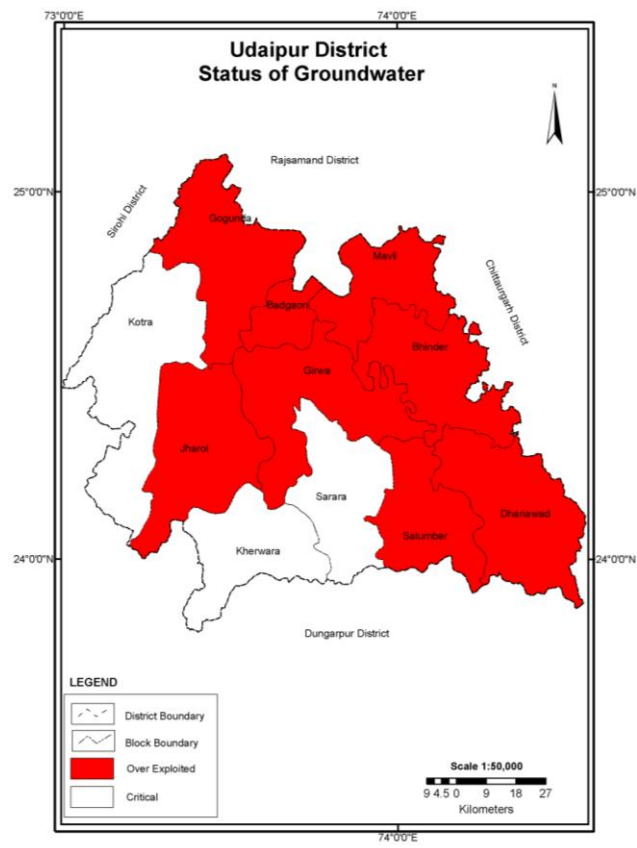 73°0'0"E
74°0'0"E
Udaipur District
Status of Groundwater
N
Rajsamand District
25°0'0"N
25°0'0"N
Sirohi District
Gogunda
Mavli
Chittaurgarh District
Badgaon
Kotra
Bhinder
Girwa
Jharol
Sarara
Dhariawad
Salumber
Kherwara
24°0'0"N
24°0'0"N
Dungarpur District
LEGEND
District Boundary
Block Boundary
Over Exploited
Critical
Scale 1:50,000
9 4.5 0 9 18 27
Kilometers
74°0'0"E